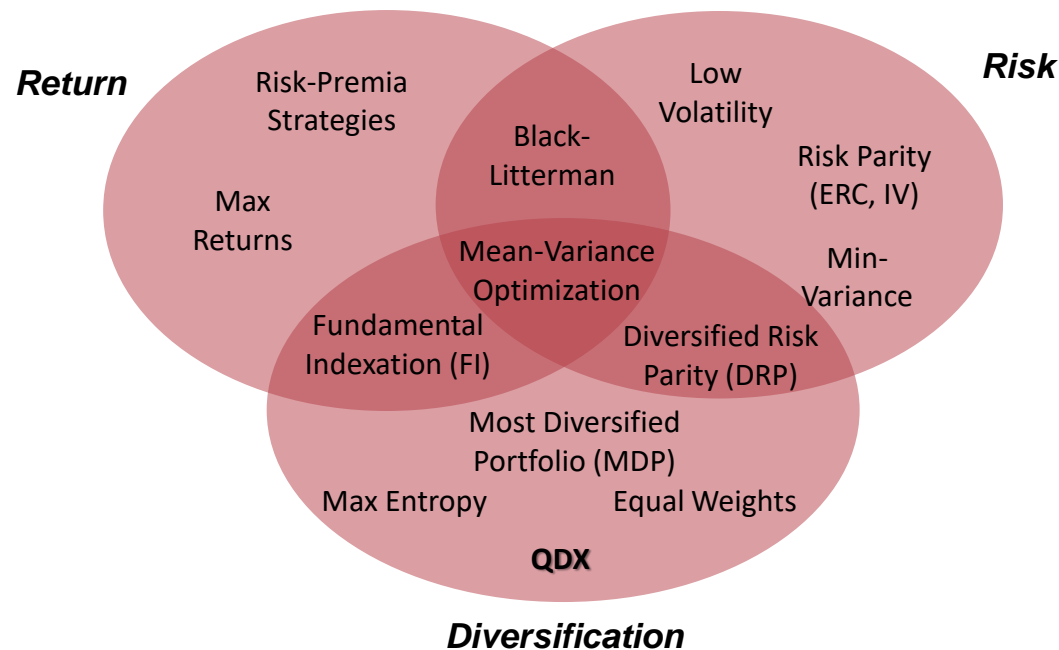 Return
Risk
Risk-Premia
Strategies
Low
Volatility
Black-
Litterman
Risk Parity
(ERC, IV)
Max
Returns
Mean-Variance
Optimization
Min-
Variance
Fundamental
Indexation (FI)
Diversified Risk
Parity (DRP)
Most Diversified
Portfolio (MDP)
Max Entropy
Equal Weights
QDX
Diversification